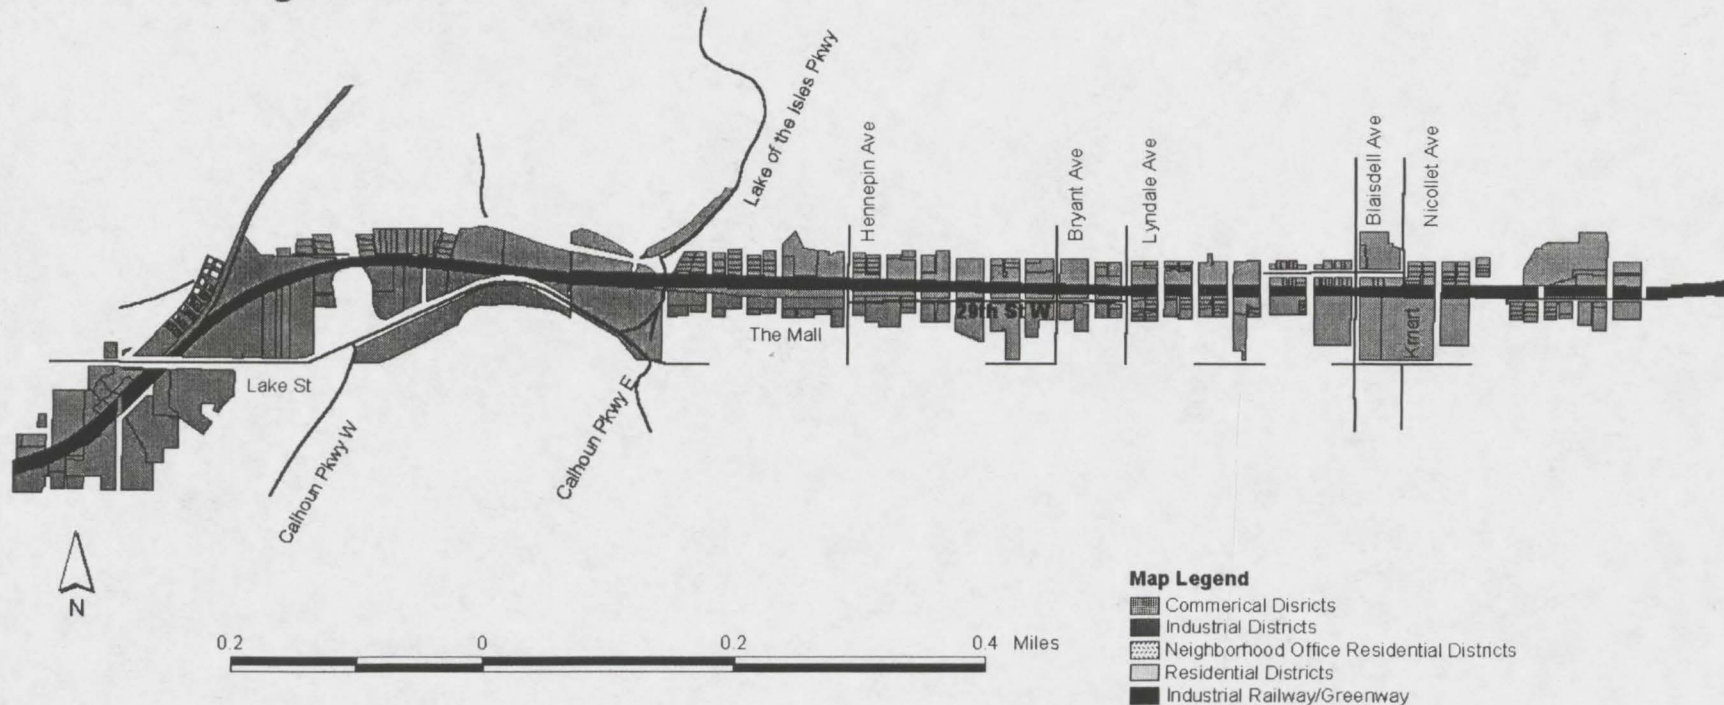 Lake of the Isles Pkwy
Hennepin Ave
Bryant Ave
Lyndale Ave
Blaisdell Ave
Nicollet Ave
29th St W
The Mall
Kmert
Lake St
Calhoun Pkwy W
Calhoun Pkwy E
N
0.2 0 0.2 0.4 Miles
Map Legend
Commerical Disricts
Industrial Districts
Neighborhood Office Residential Districts
Residential Districts
Industrial Railway/Greenway